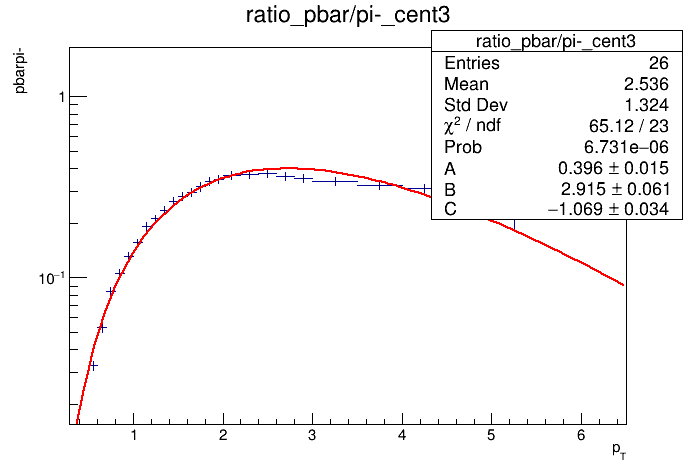 ratio_pbar/pi-_cent3
ratio_pbar/pi-_cent3
Entries 26
Mean 2.536
Std Dev 1.324
χ² / ndf 65.12 / 23
Prob 6.731e−06
A 0.396 ± 0.015
B 2.915 ± 0.061
C −1.069 ± 0.034
pbarpi-
1
10⁻¹
1 2 3 4 5 6
p_T